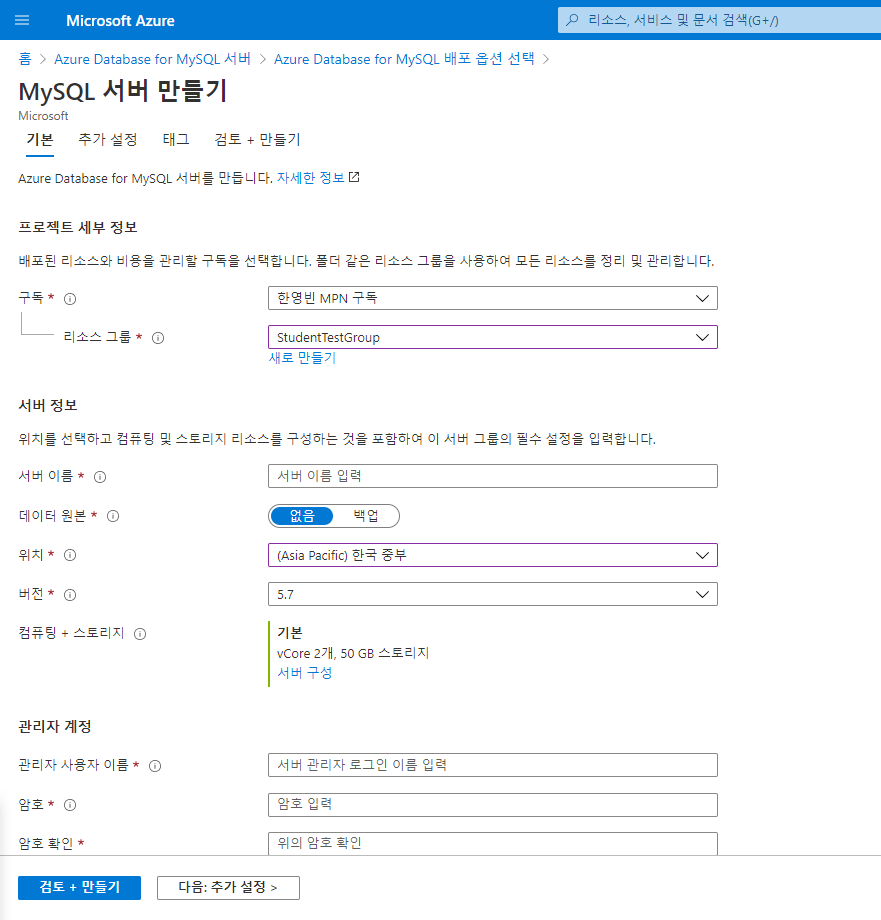 Microsoft Azure
리소스, 서비스 및 문서 검색(G+/)
홈 > Azure Database for MySQL 서버 > Azure Database for MySQL 배포 옵션 선택 >
MySQL 서버 만들기
Microsoft
기본 추가 설정 태그 검토 + 만들기
Azure Database for MySQL 서버를 만듭니다. 자세한 정보
프로젝트 세부 정보
배포된 리소스와 비용을 관리할 구독을 선택합니다. 폴더 같은 리소스 그룹을 사용하여 모든 리소스를 정리 및 관리합니다.
구독 * 한영빈 MPN 구독
리소스 그룹 * StudentTestGroup
새로 만들기
서버 정보
위치를 선택하고 컴퓨팅 및 스토리지 리소스를 구성하는 것을 포함하여 이 서버 그룹의 필수 설정을 입력합니다.
서버 이름 * 서버 이름 입력
데이터 원본 * 없음 백업
위치 * (Asia Pacific) 한국 중부
버전 * 5.7
컴퓨팅 + 스토리지 기본
vCore 2개, 50 GB 스토리지
서버 구성
관리자 계정
관리자 사용자 이름 * 서버 관리자 로그인 이름 입력
암호 * 암호 입력
암호 확인 * 위의 암호 확인
검토 + 만들기 다음: 추가 설정 >